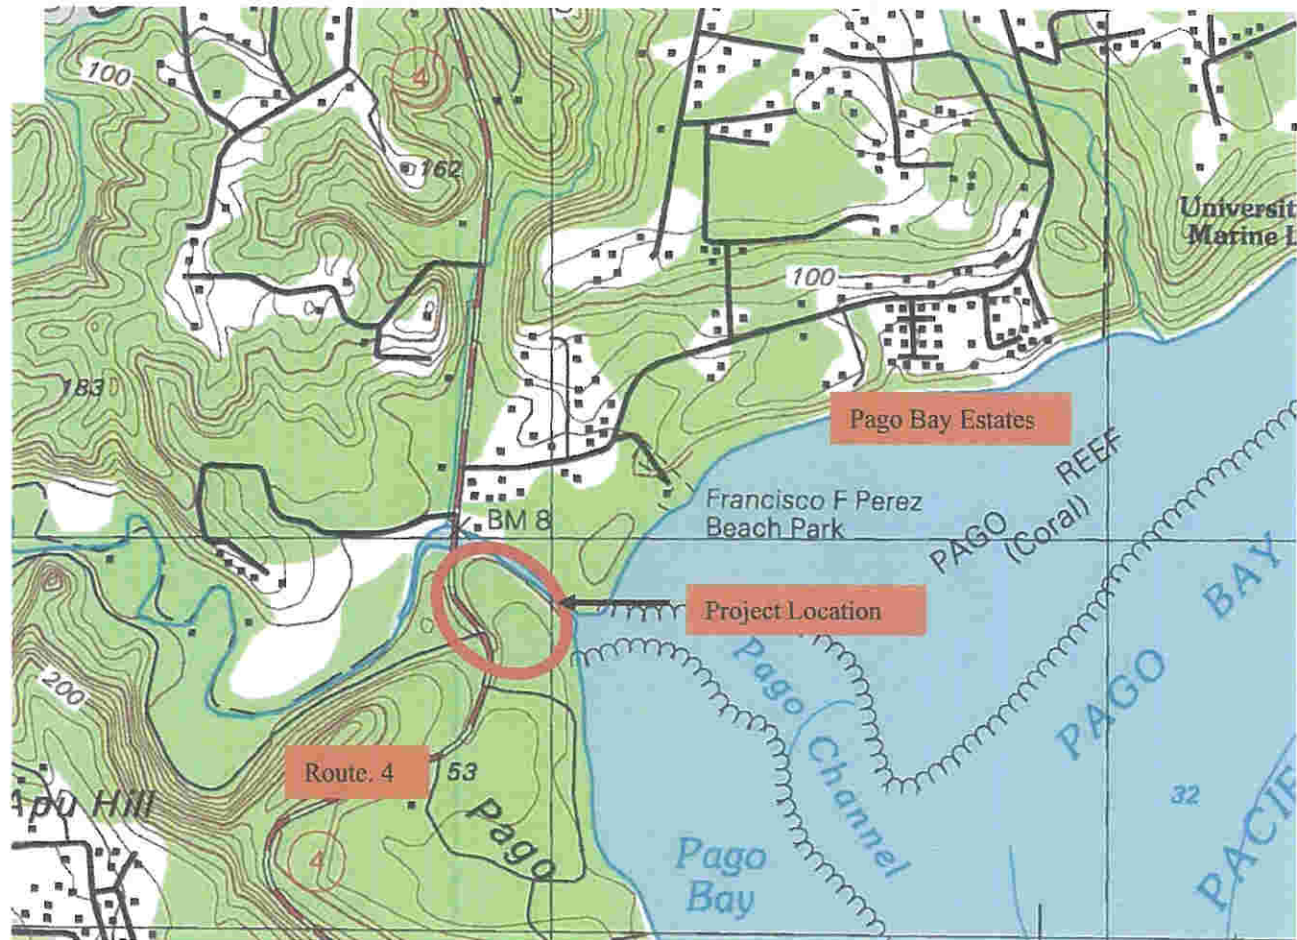 100
4
162
Universit
Marine L
100
183
Pago Bay Estates
REEF
PAGO
(Coral)
Francisco F Perez
Beach Park
BM 8
BAY
Project Location
Pago
Channel
PAGO
200
Route. 4
53
32
Apu Hill
Pago
4
Pago
Bay
PACIF